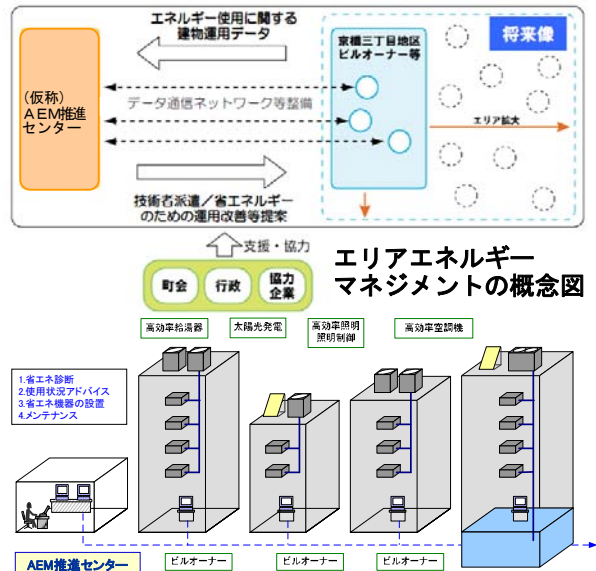 エネルギー使用に関する
建物運用データ
京橋三丁目地区
ビルオーナー等
将来像
(仮称)
AEM推進
センター
データ通信ネットワーク等整備
エリア拡大
技術者派遣/省エネルギー
のための運用改善等提案
支援・協力
町会
行政
協力
企業
エリアエネルギー
マネジメントの概念図
高効率給湯器
太陽光発電
高効率照明
照明制御
高効率空調機
1.省エネ診断
2.使用状況アドバイス
3.省エネ機器の設置
4.メンテナンス
AEM推進センター
ビルオーナー
ビルオーナー
ビルオーナー